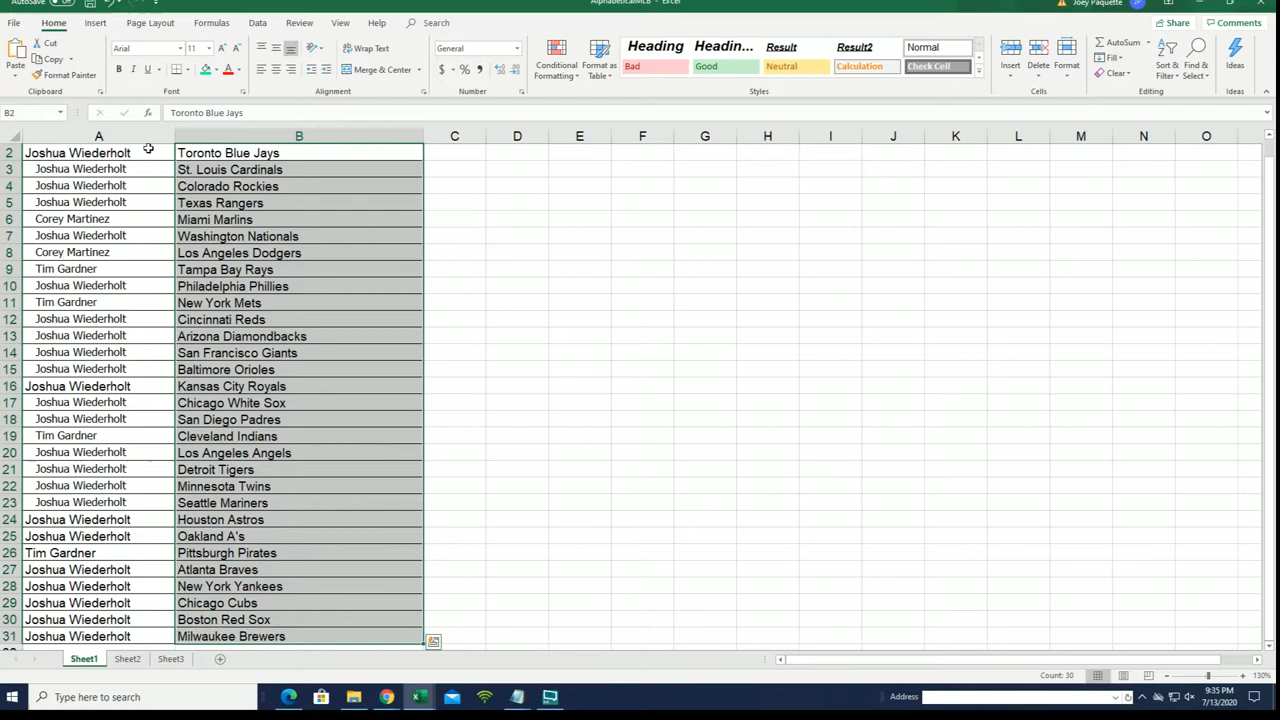 AutoSave Off AlphabeticalMLB - Excel Joey Paquette JP
File Home Insert Page Layout Formulas Data Review View Help Search Share Comments
Cut Arial 11 Wrap Text General Heading Headin... Result Result2 Normal AutoSum
Copy
Paste Format Painter Merge & Center Conditional Formatting Format as Table Bad Good Neutral Calculation Check Cell Insert Delete Format Fill Clear Sort & Filter Find & Select Ideas
Clipboard Font Alignment Number Styles Cells Editing Ideas
B2 fx Toronto Blue Jays
A B C D E F G H I J K L M N O
2 Joshua Wiederholt Toronto Blue Jays
3 Joshua Wiederholt St. Louis Cardinals
4 Joshua Wiederholt Colorado Rockies
5 Joshua Wiederholt Texas Rangers
6 Corey Martinez Miami Marlins
7 Joshua Wiederholt Washington Nationals
8 Corey Martinez Los Angeles Dodgers
9 Tim Gardner Tampa Bay Rays
10 Joshua Wiederholt Philadelphia Phillies
11 Tim Gardner New York Mets
12 Joshua Wiederholt Cincinnati Reds
13 Joshua Wiederholt Arizona Diamondbacks
14 Joshua Wiederholt San Francisco Giants
15 Joshua Wiederholt Baltimore Orioles
16 Joshua Wiederholt Kansas City Royals
17 Joshua Wiederholt Chicago White Sox
18 Joshua Wiederholt San Diego Padres
19 Tim Gardner Cleveland Indians
20 Joshua Wiederholt Los Angeles Angels
21 Joshua Wiederholt Detroit Tigers
22 Joshua Wiederholt Minnesota Twins
23 Joshua Wiederholt Seattle Mariners
24 Joshua Wiederholt Houston Astros
25 Joshua Wiederholt Oakland A's
26 Tim Gardner Pittsburgh Pirates
27 Joshua Wiederholt Atlanta Braves
28 Joshua Wiederholt New York Yankees
29 Joshua Wiederholt Chicago Cubs
30 Joshua Wiederholt Boston Red Sox
31 Joshua Wiederholt Milwaukee Brewers
Sheet1 Sheet2 Sheet3
Count: 30 130%
Type here to search Address 9:35 PM
7/13/2020